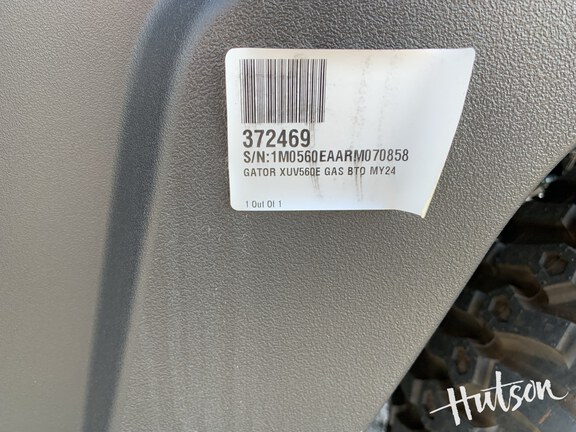 372469
S/N:1M0560EAARM070858
GATOR XUV560E GAS BTO MY24
1 Out Of 1
Hutson